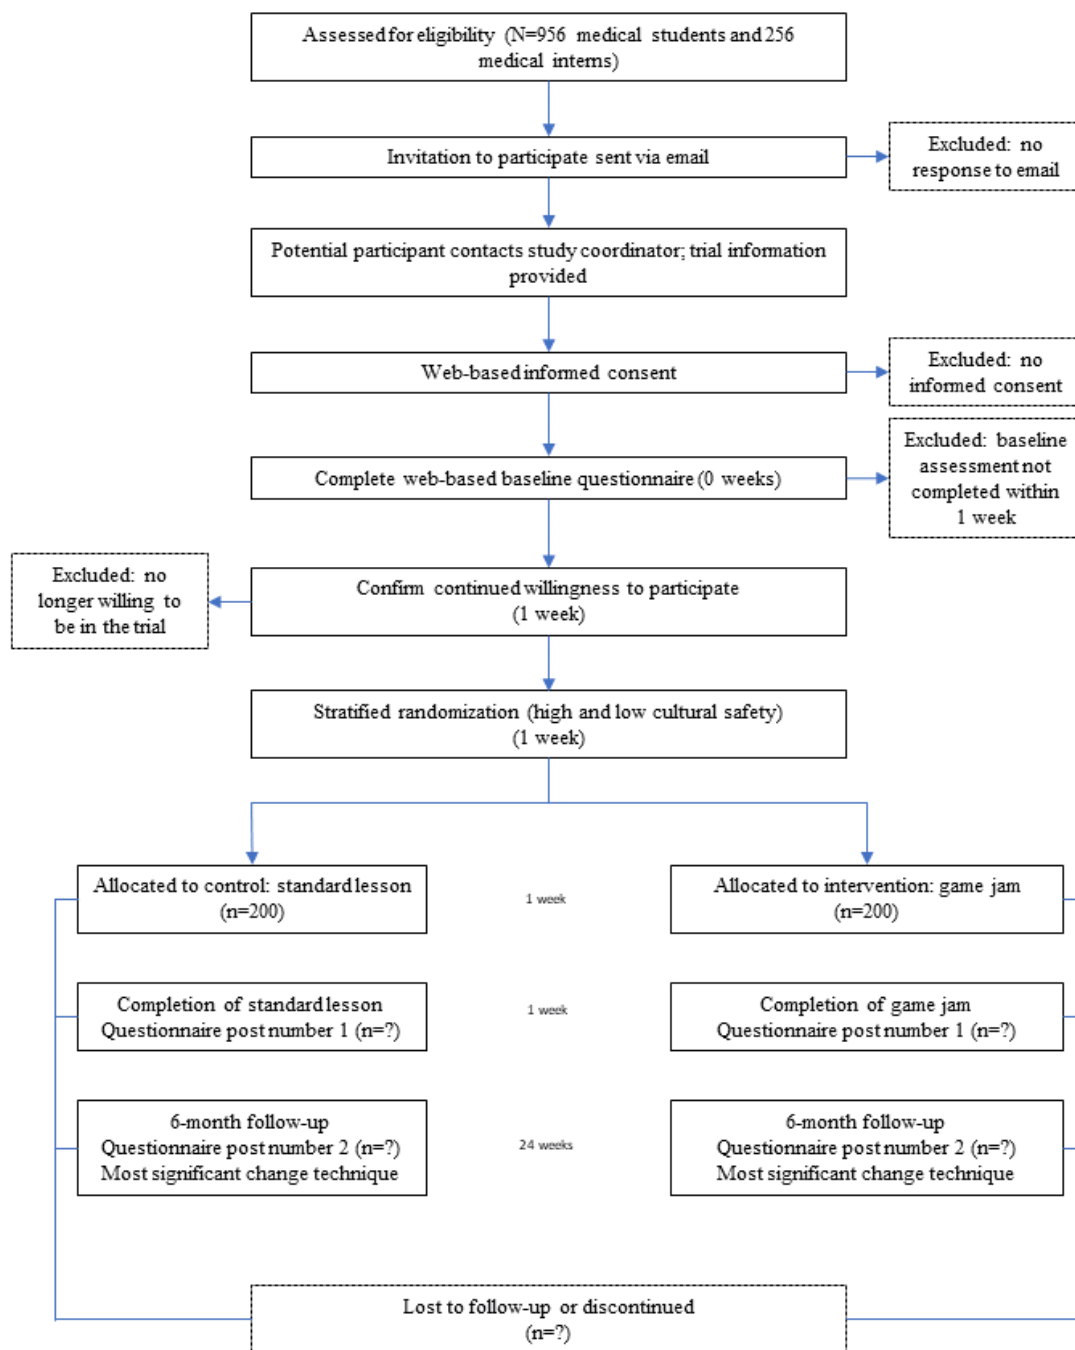 Assessed for eligibility (N=956 medical students and 256
medical interns)
Invitation to participate sent via email
Excluded: no
response to email
Potential participant contacts study coordinator; trial information
provided
Web-based informed consent
Excluded: no
informed consent
Complete web-based baseline questionnaire (0 weeks)
Excluded: baseline
assessment not
completed within
1 week
Excluded: no
longer willing to
be in the trial
Confirm continued willingness to participate
(1 week)
Stratified randomization (high and low cultural safety)
(1 week)
Allocated to control: standard lesson
(n=200)
1 week
Allocated to intervention: game jam
(n=200)
Completion of standard lesson
Questionnaire post number 1 (n=?)
1 week
Completion of game jam
Questionnaire post number 1 (n=?)
6-month follow-up
Questionnaire post number 2 (n=?)
Most significant change technique
24 weeks
6-month follow-up
Questionnaire post number 2 (n=?)
Most significant change technique
Lost to follow-up or discontinued
(n=?)